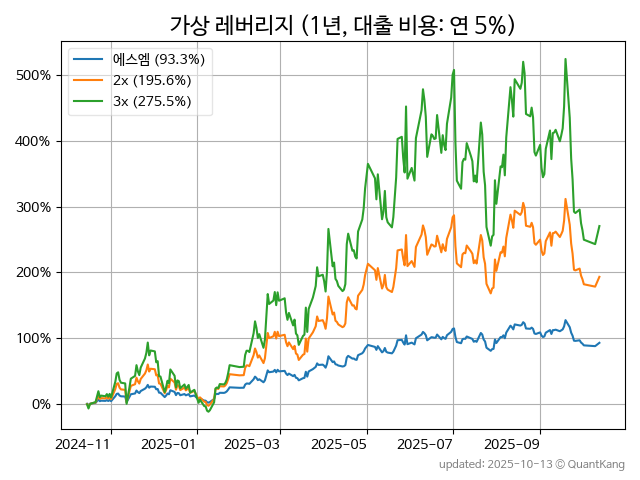 가상 레버리지 (1년, 대출 비용: 연 5%)
에스엠 (93.3%)
2x (195.6%)
3x (275.5%)
500%
400%
300%
200%
100%
0%
2024-11 2025-01 2025-03 2025-05 2025-07 2025-09
updated: 2025-10-13 © QuantKang